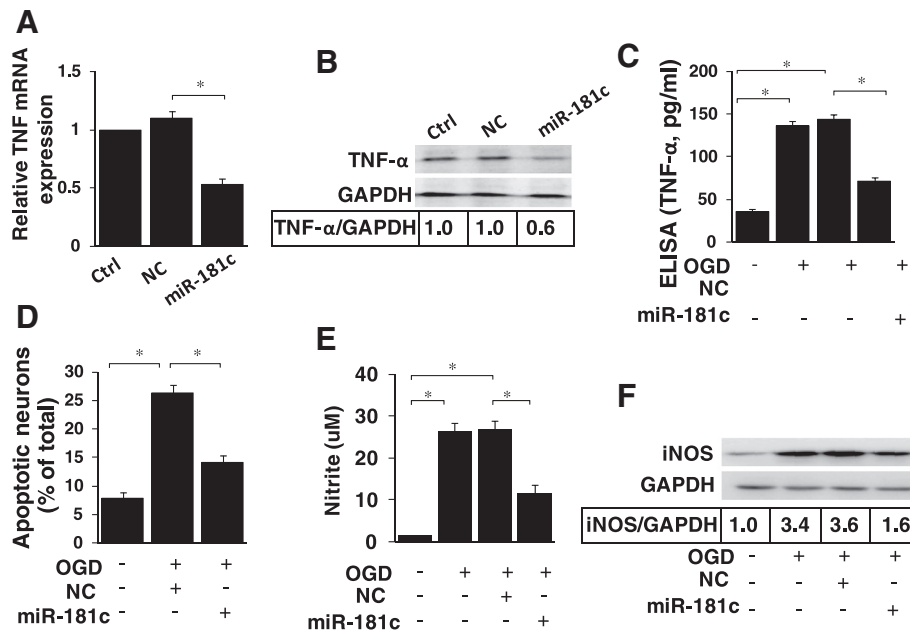 A
Relative TNF mRNA
expression
1.5
1
0.5
0
*
Ctrl
NC
miR-181c
B
Ctrl
NC
miR-181c
TNF-α
GAPDH
TNF-α/GAPDH 1.0 1.0 0.6
C
ELISA (TNF-α, pg/ml)
200
150
100
50
0
*
*
*
OGD - + + +
NC
miR-181c - - - +
D
Apoptotic neurons
(% of total)
30
25
20
15
10
5
0
*
*
OGD - + +
NC - + -
miR-181c - - +
E
Nitrite (uM)
40
30
20
10
0
*
*
*
OGD - + + +
NC - - + -
miR-181c - - - +
F
iNOS
GAPDH
iNOS/GAPDH 1.0 3.4 3.6 1.6
OGD - + + +
NC - - + -
miR-181c - - - +